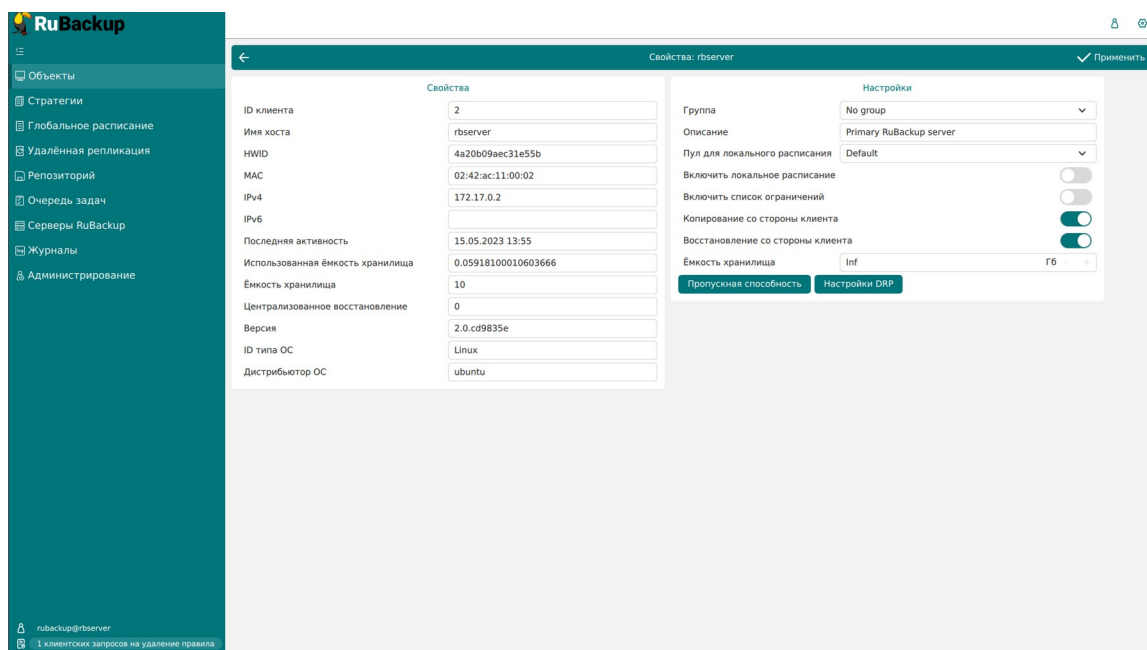 RuBackup
Объекты
Стратегии
Глобальное расписание
Удалённая репликация
Репозиторий
Очередь задач
Серверы RuBackup
Журналы
Администрирование
rubackup@rbserver
1 клиентских запросов на удаление правила
Свойства: rbserver
Применить
Свойства
ID клиента 2
Имя хоста rbserver
HWID 4a20b09aec31e55b
MAC 02:42:ac:11:00:02
IPv4 172.17.0.2
IPv6
Последняя активность 15.05.2023 13:55
Использованная ёмкость хранилища 0.05918100010603666
Ёмкость хранилища 10
Централизованное восстановление 0
Версия 2.0.cd9835e
ID типа ОС Linux
Дистрибьютор ОС ubuntu
Настройки
Группа No group
Описание Primary RuBackup server
Пул для локального расписания Default
Включить локальное расписание
Включить список ограничений
Копирование со стороны клиента
Восстановление со стороны клиента
Ёмкость хранилища Inf Гб - +
Пропускная способность Настройки DRP